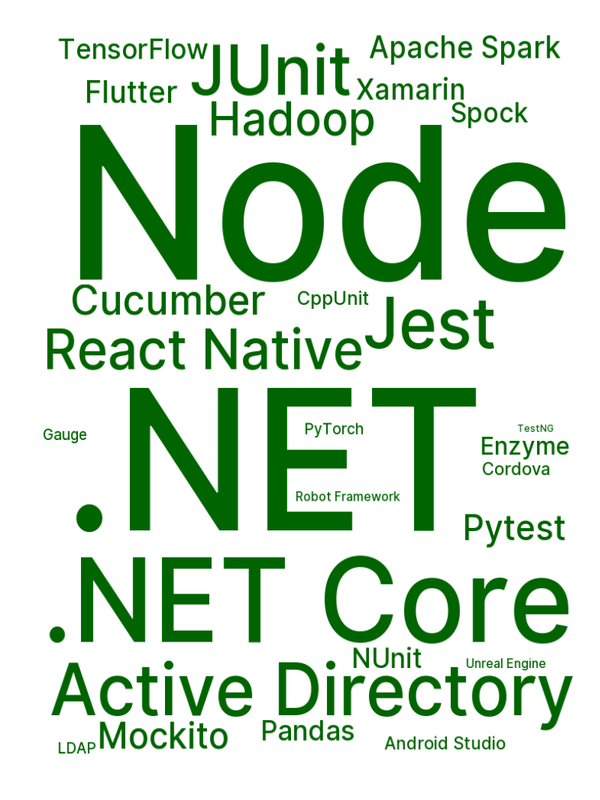 TensorFlow
JUnit
Apache Spark
Flutter
Xamarin
Hadoop
Spock
Node
Cucumber
CppUnit
Jest
React Native
.NET
Gauge
PyTorch
TestNG
Enzyme
Cordova
Robot Framework
Pytest
.NET Core
NUnit
Unreal Engine
Active Directory
Mockito
Pandas
LDAP
Android Studio